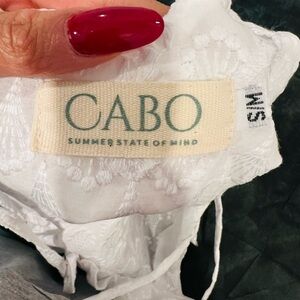 CABO
SUMMER STATE OF MIND
S/M